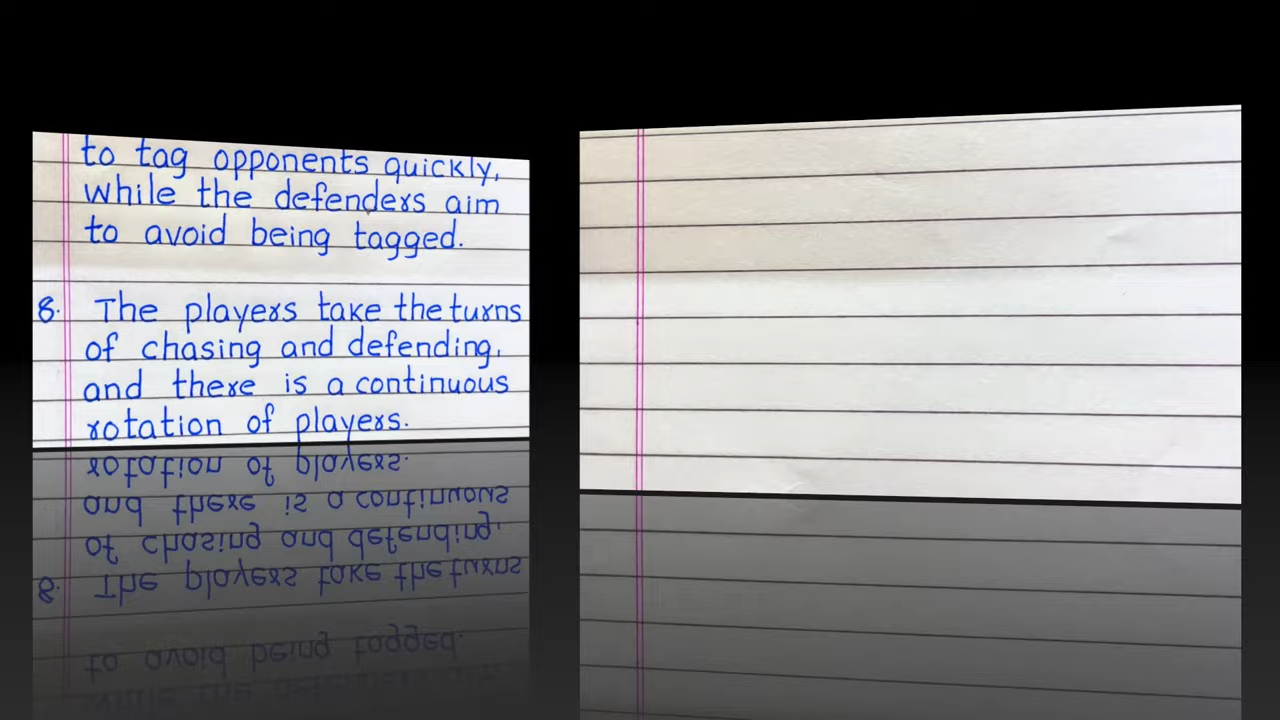 to tag opponents quickly,
while the defenders aim
to avoid being tagged.
8. The players take the turns
of chasing and defending,
and there is a continuous
rotation of players.